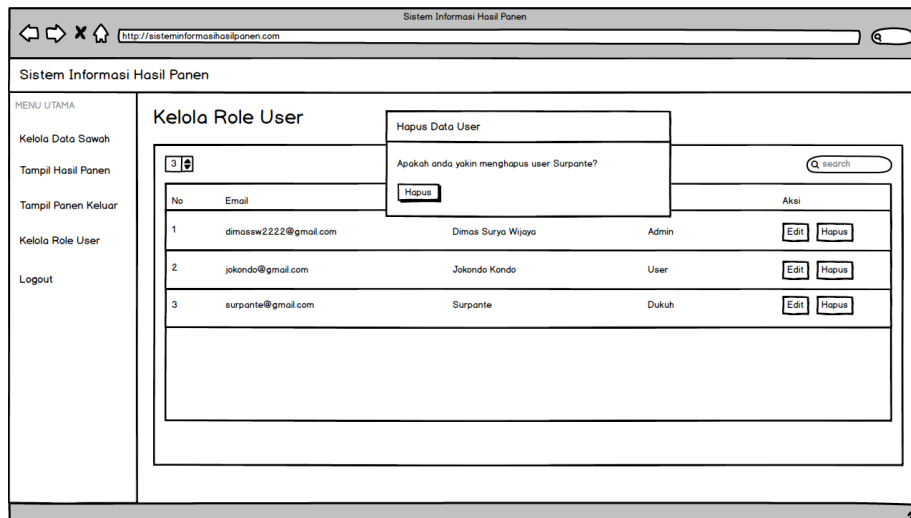 Sistem Informasi Hasil Panen
http://sisteminformasihasilpanen.com
Sistem Informasi Hasil Panen
MENU UTAMA
Kelola Data Sawah
Tampil Hasil Panen
Tampil Panen Keluar
Kelola Role User
Logout
Kelola Role User
Hapus Data User
Apakah anda yakin menghapus user Surpante?
Hapus
3
search
No Email Aksi
1 dimassw2222@gmail.com Dimas Surya Wijaya Admin Edit Hapus
2 jokondo@gmail.com Jokondo Kondo User Edit Hapus
3 surpante@gmail.com Surpante Dukuh Edit Hapus